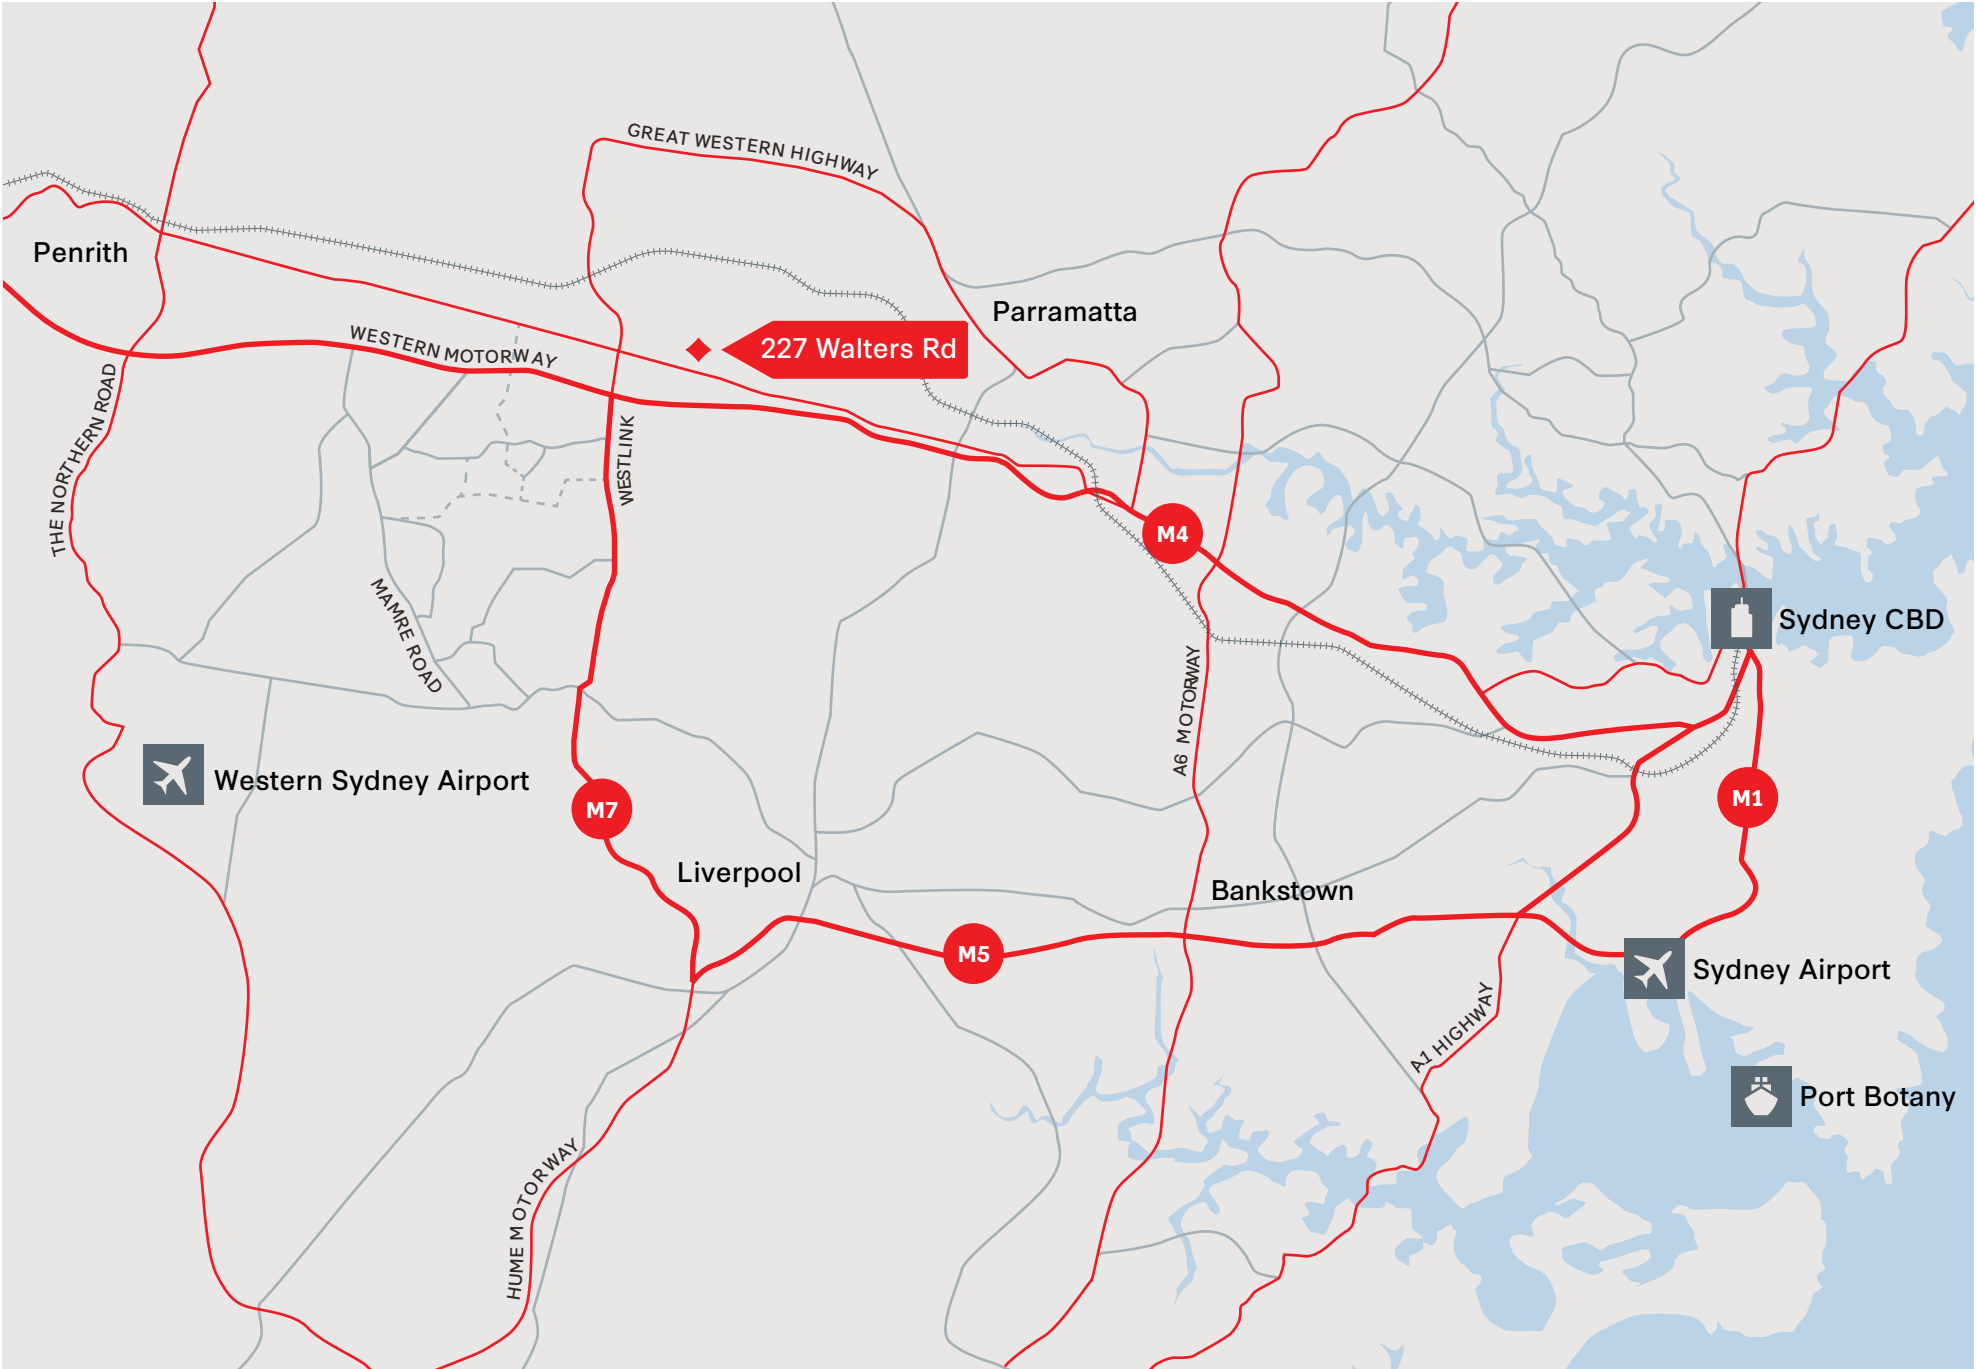 GREAT WESTERN HIGHWAY
Penrith
Parramatta
WESTERN MOTORWAY
227 Walters Rd
THE NORTHERN ROAD
WESTLINK
M4
MAMRE ROAD
Sydney CBD
A6 MOTORWAY
Western Sydney Airport
M7
M1
Liverpool
Bankstown
M5
Sydney Airport
A1 HIGHWAY
Port Botany
HUME MOTORWAY